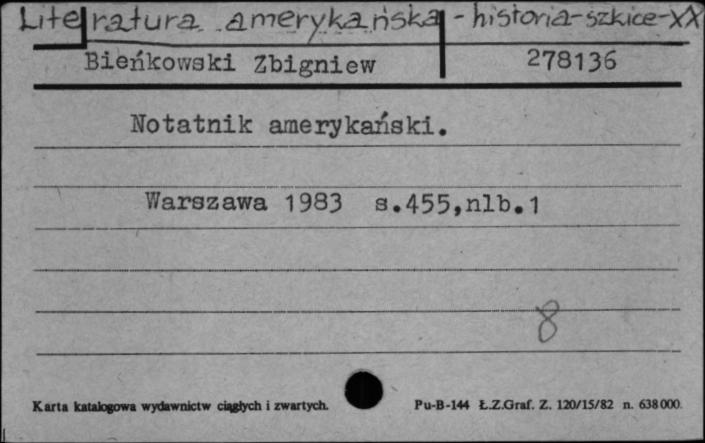 Literatura amerykańska - historia-szkice-XX
Bieńkowski Zbigniew 278136
Notatnik amerykański.
Warszawa 1983 s.455,nlb.1
8
Karta katalogowa wydawnictw ciągłych i zwartych. Pu-B-144 Ł.Z.Graf. Z. 120/15/82 n. 638000.